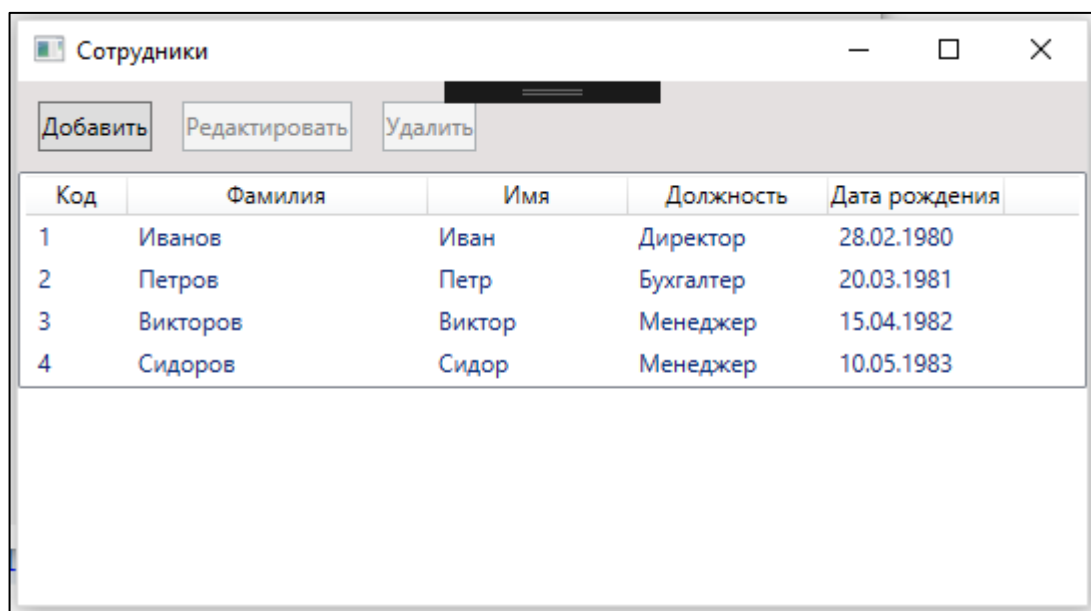 Сотрудники
Добавить Редактировать Удалить
Код Фамилия Имя Должность Дата рождения
1 Иванов Иван Директор 28.02.1980
2 Петров Петр Бухгалтер 20.03.1981
3 Викторов Виктор Менеджер 15.04.1982
4 Сидоров Сидор Менеджер 10.05.1983